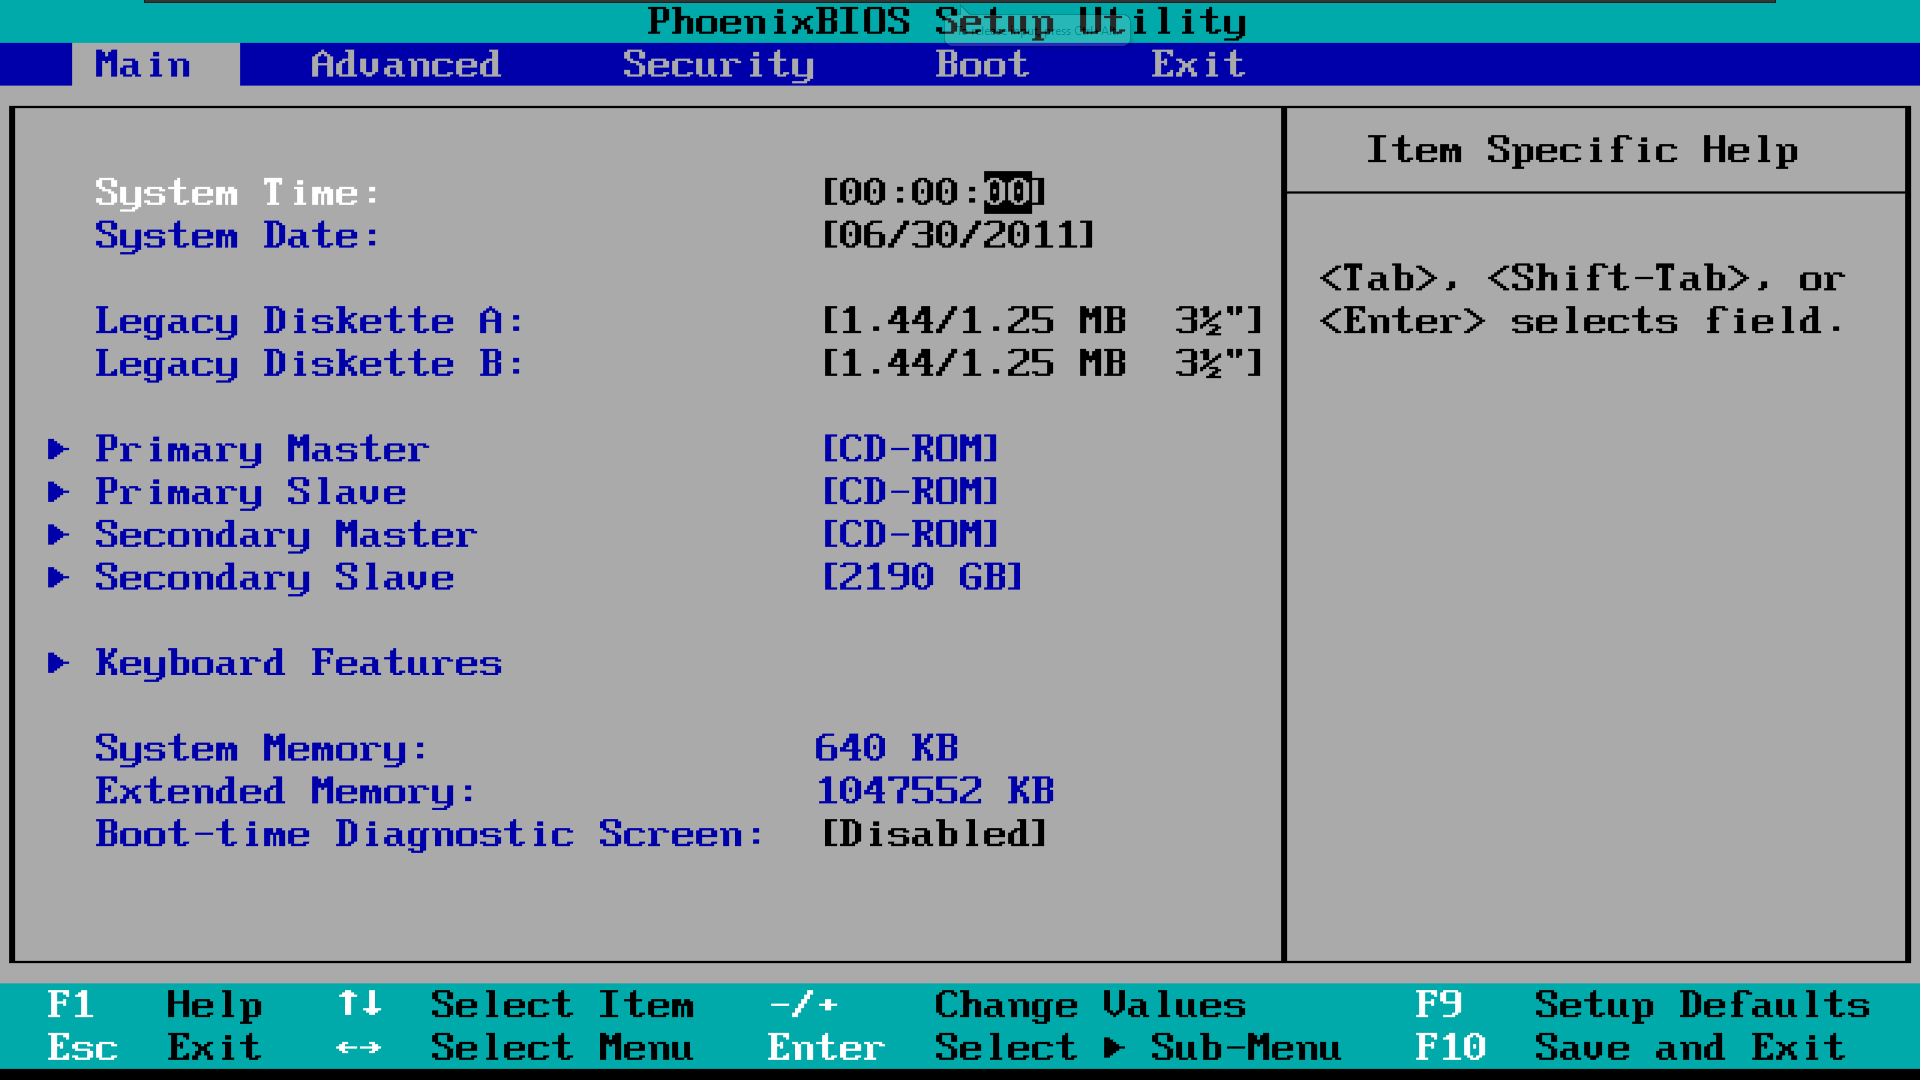 PhoenixBIOS Setup Utility
Main Advanced Security Boot Exit
Item Specific Help
System Time: [00:00:00]
System Date: [06/30/2011]
<Tab>, <Shift-Tab>, or
<Enter> selects field.
Legacy Diskette A: [1.44/1.25 MB 3½"]
Legacy Diskette B: [1.44/1.25 MB 3½"]
▶ Primary Master [CD-ROM]
▶ Primary Slave [CD-ROM]
▶ Secondary Master [CD-ROM]
▶ Secondary Slave [2190 GB]
▶ Keyboard Features
System Memory: 640 KB
Extended Memory: 1047552 KB
Boot-time Diagnostic Screen: [Disabled]
F1 Help ↑↓ Select Item -/+ Change Values F9 Setup Defaults
Esc Exit ←→ Select Menu Enter Select ▶ Sub-Menu F10 Save and Exit